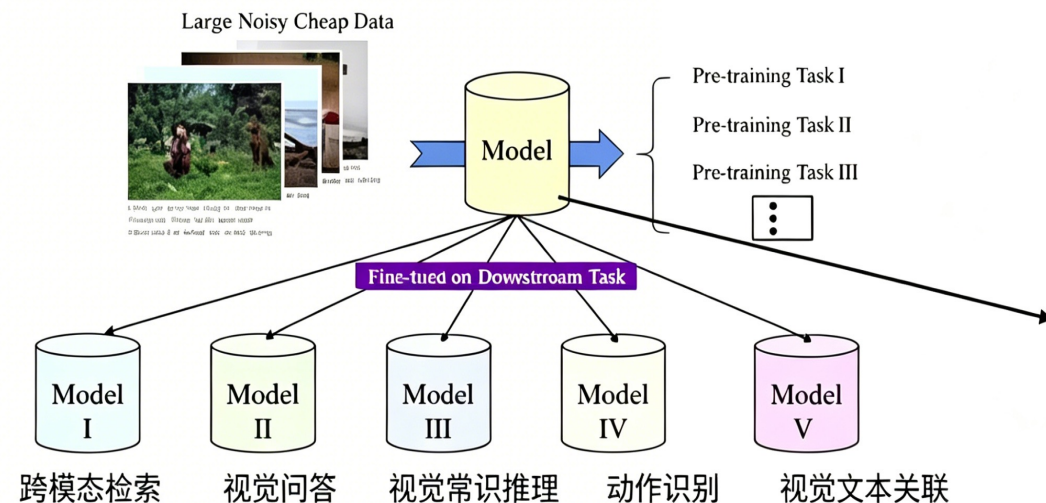 Large Noisy Cheap Data
Pre-training Task I
Model
Pre-training Task II
Pre-training Task III
Fine-tued on Dowvstroam Task
Model
I
Model
II
Model
III
Model
IV
Model
V
跨模态检索
视觉问答
视觉常识推理
动作识别
视觉文本关联